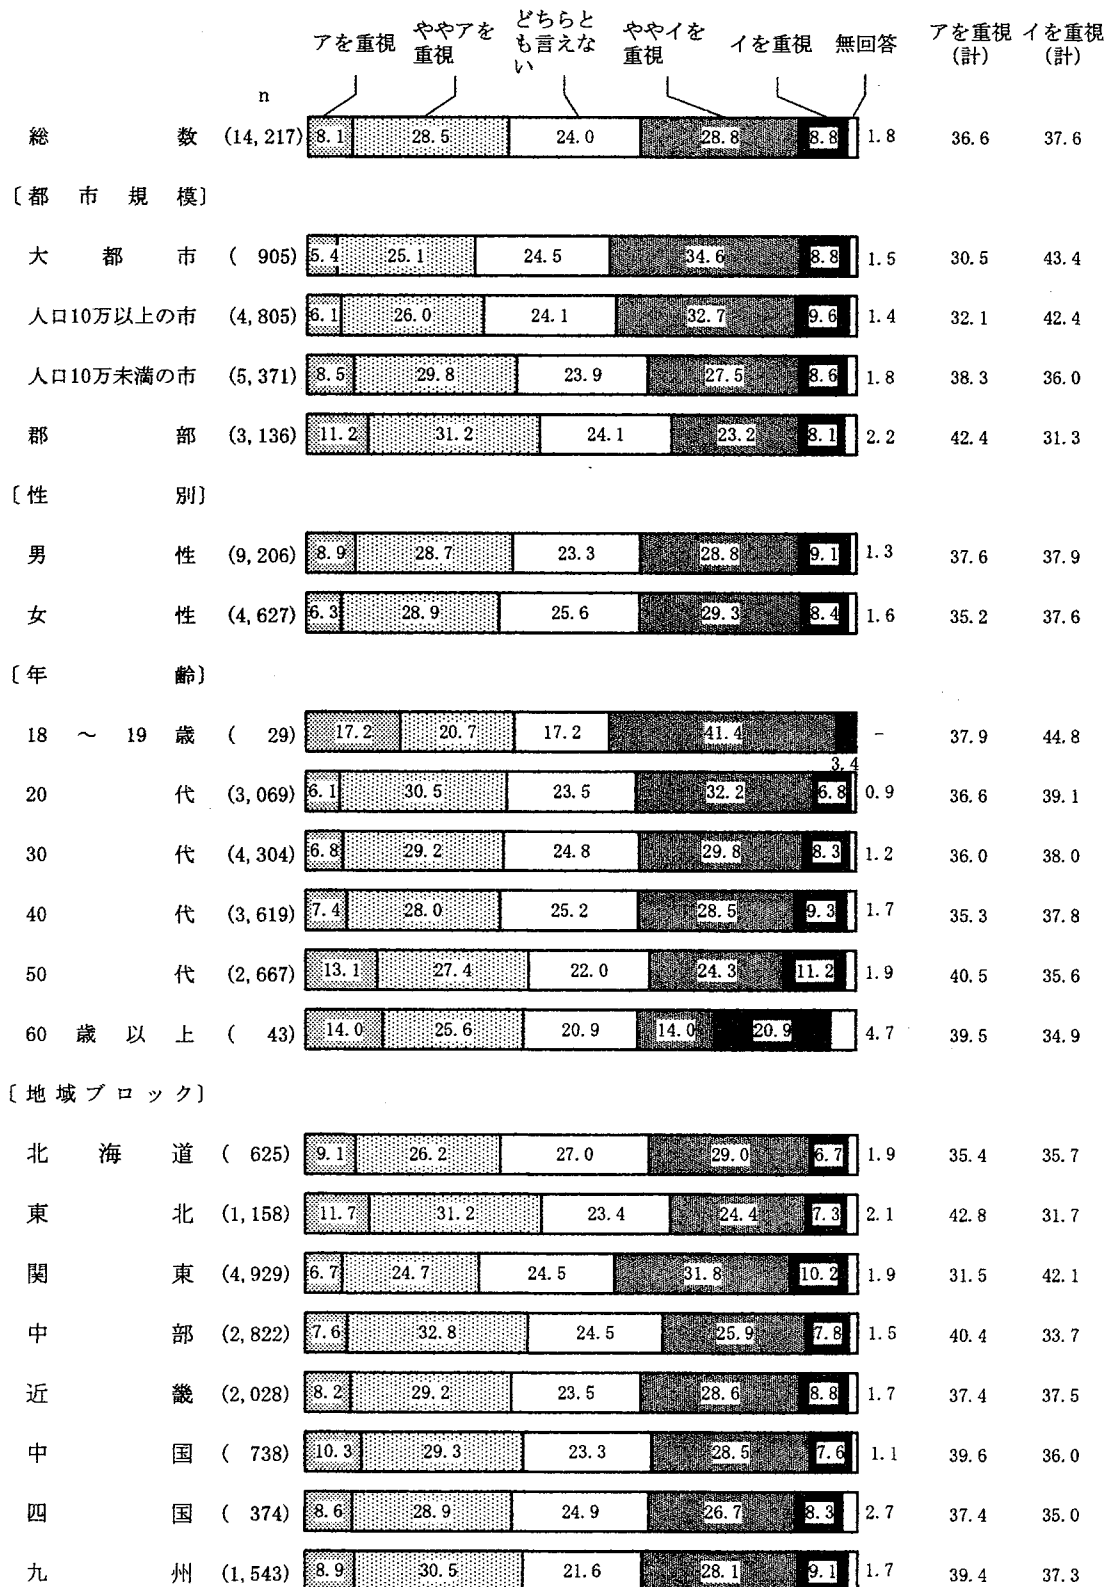 アを重視 ややアを重視 どちらとも言えない ややイを重視 イを重視 無回答 アを重視(計) イを重視(計)
n
総数 (14,217) 8.1 28.5 24.0 28.8 8.8 1.8 36.6 37.6
〔都市規模〕
大都市 ( 905) 5.4 25.1 24.5 34.6 8.8 1.5 30.5 43.4
人口10万以上の市 (4,805) 6.1 26.0 24.1 32.7 9.6 1.4 32.1 42.4
人口10万未満の市 (5,371) 8.5 29.8 23.9 27.5 8.6 1.8 38.3 36.0
郡部 (3,136) 11.2 31.2 24.1 23.2 8.1 2.2 42.4 31.3
〔性別〕
男性 (9,206) 8.9 28.7 23.3 28.8 9.1 1.3 37.6 37.9
女性 (4,627) 6.3 28.9 25.6 29.3 8.4 1.6 35.2 37.6
〔年齢〕
18～19歳 ( 29) 17.2 20.7 17.2 41.4 3.4 - 37.9 44.8
20代 (3,069) 6.1 30.5 23.5 32.2 6.8 0.9 36.6 39.1
30代 (4,304) 6.8 29.2 24.8 29.8 8.3 1.2 36.0 38.0
40代 (3,619) 7.4 28.0 25.2 28.5 9.3 1.7 35.3 37.8
50代 (2,667) 13.1 27.4 22.0 24.3 11.2 1.9 40.5 35.6
60歳以上 ( 43) 14.0 25.6 20.9 14.0 20.9 4.7 39.5 34.9
〔地域ブロック〕
北海道 ( 625) 9.1 26.2 27.0 29.0 6.7 1.9 35.4 35.7
東北 (1,158) 11.7 31.2 23.4 24.4 7.3 2.1 42.8 31.7
関東 (4,929) 6.7 24.7 24.5 31.8 10.2 1.9 31.5 42.1
中部 (2,822) 7.6 32.8 24.5 25.9 7.8 1.5 40.4 33.7
近畿 (2,028) 8.2 29.2 23.5 28.6 8.8 1.7 37.4 37.5
中国 ( 738) 10.3 29.3 23.3 28.5 7.6 1.1 39.6 36.0
四国 ( 374) 8.6 28.9 24.9 26.7 8.3 2.7 37.4 35.0
九州 (1,543) 8.9 30.5 21.6 28.1 9.1 1.7 39.4 37.3